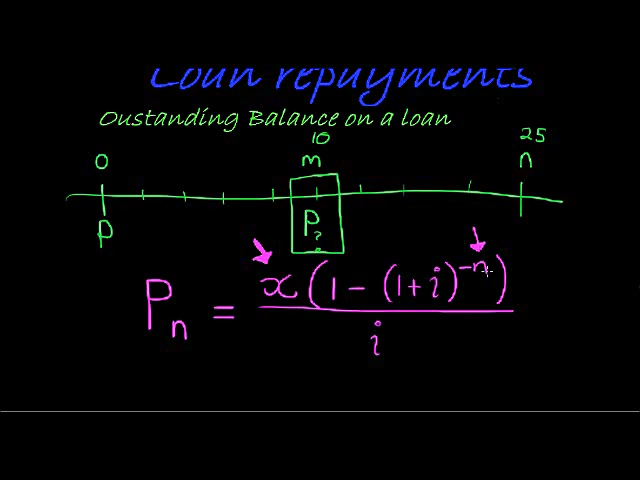 Loan repayments
Oustanding Balance on a loan
10 25
0 m n
P P?
Pₙ = x(1 - (1 + i)⁻ⁿ) / i